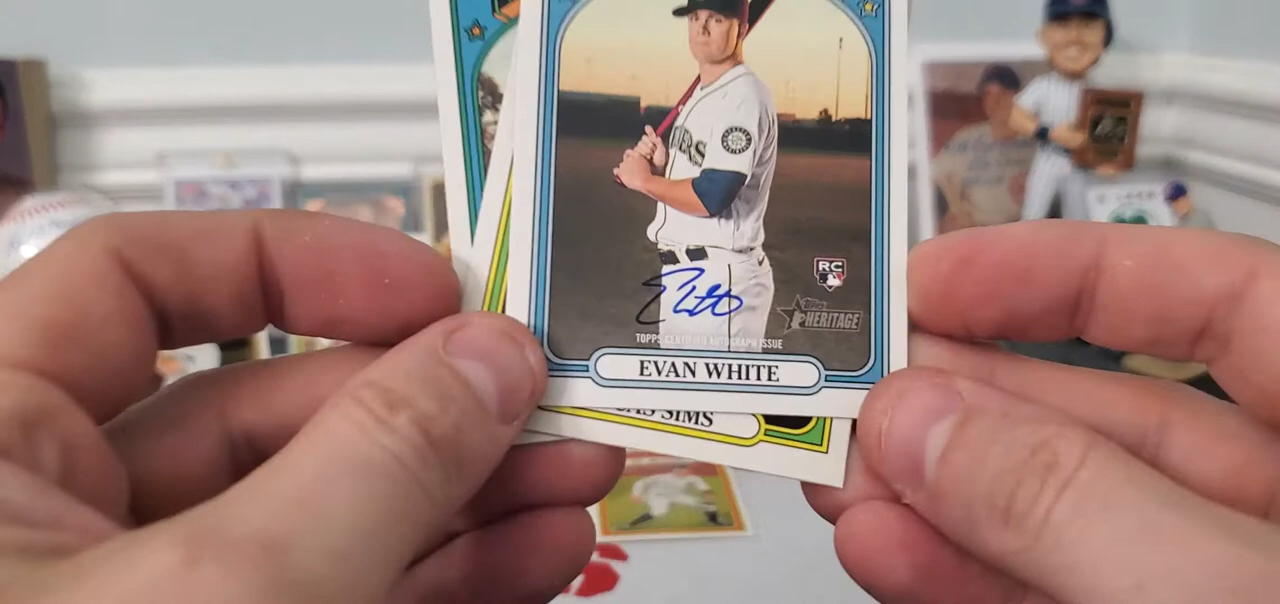 RC
Topps
HERITAGE
TOPPS CERTIFIED AUTOGRAPH ISSUE
EVAN WHITE
SIMS